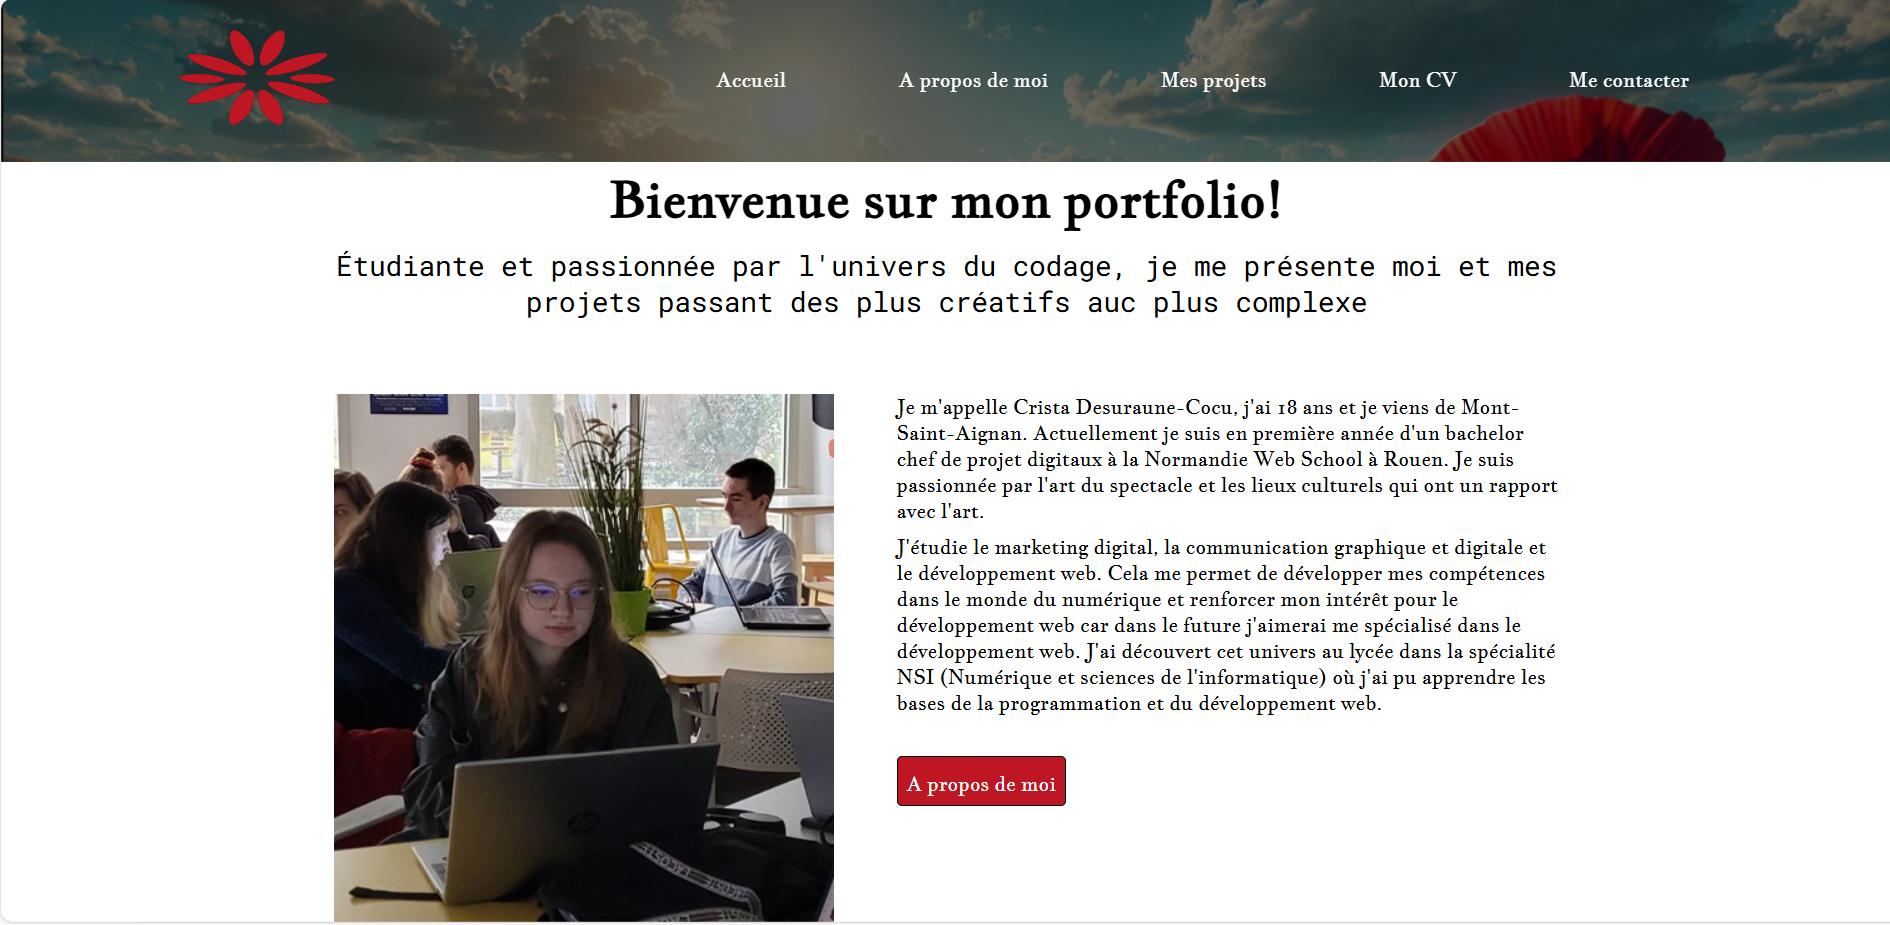 Accueil
A propos de moi
Mes projets
Mon CV
Me contacter
Bienvenue sur mon portfolio!
Étudiante et passionnée par l'univers du codage, je me présente moi et mes
projets passant des plus créatifs auc plus complexe
Je m'appelle Crista Desuraune-Cocu, j'ai 18 ans et je viens de Mont-
Saint-Aignan. Actuellement je suis en première année d'un bachelor
chef de projet digitaux à la Normandie Web School à Rouen. Je suis
passionnée par l'art du spectacle et les lieux culturels qui ont un rapport
avec l'art.
J'étudie le marketing digital, la communication graphique et digitale et
le développement web. Cela me permet de développer mes compétences
dans le monde du numérique et renforcer mon intérêt pour le
développement web car dans le future j'aimerai me spécialisé dans le
développement web. J'ai découvert cet univers au lycée dans la spécialité
NSI (Numérique et sciences de l'informatique) où j'ai pu apprendre les
bases de la programmation et du développement web.
A propos de moi
hp
LACOSTE